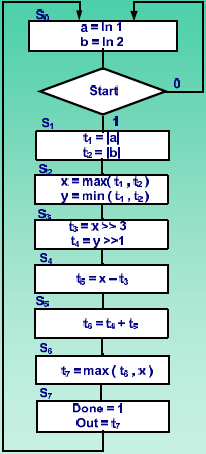 S0
a = In 1
b = In 2
Start
0
1
S1
t1 = |a|
t2 = |b|
S2
x = max( t1 , t2 )
y = min ( t1 , t2 )
S3
t3 = x >> 3
t4 = y >>1
S4
t5 = x – t3
S5
t6 = t4 + t5
S6
t7 = max ( t6 , x )
S7
Done = 1
Out = t7